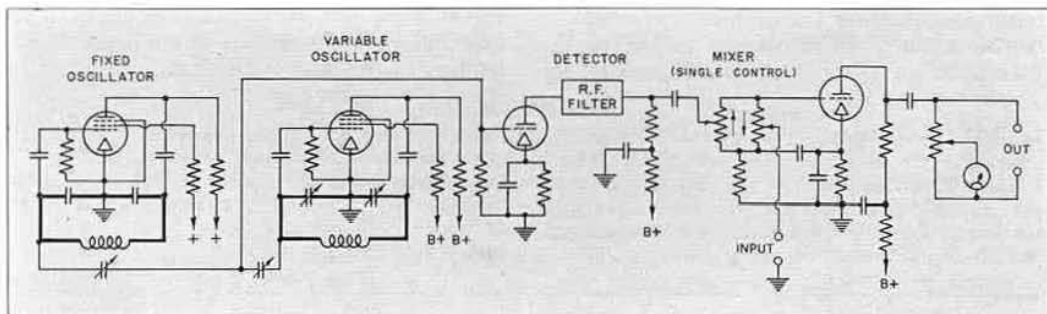 FIXED
OSCILLATOR
VARIABLE
OSCILLATOR
DETECTOR
R.F.
FILTER
MIXER
(SINGLE CONTROL)
OUT
+ +
B+ B+
B+
INPUT
B+